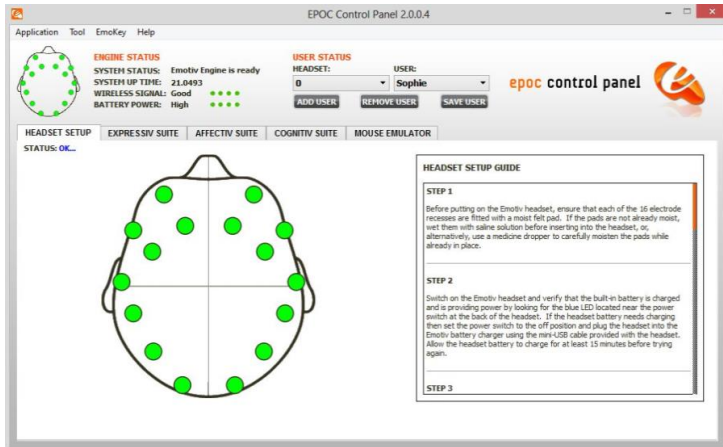 EPOC Control Panel 2.0.0.4
Application Tool EmoKey Help
ENGINE STATUS
SYSTEM STATUS: Emotiv Engine is ready
SYSTEM UP TIME: 21.0493
WIRELESS SIGNAL: Good
BATTERY POWER: High
USER STATUS
HEADSET: USER:
0 Sophie
ADD USER REMOVE USER SAVE USER
epoc control panel
HEADSET SETUP EXPRESSIV SUITE AFFECTIV SUITE COGNITIV SUITE MOUSE EMULATOR
STATUS: OK...
HEADSET SETUP GUIDE
STEP 1
Before putting on the Emotiv headset, ensure that each of the 16 electrode
recesses are fitted with a moist felt pad. If the pads are not already moist,
wet them with saline solution before inserting into the headset, or,
alternatively, use a medicine dropper to carefully moisten the pads while
already in place.
STEP 2
Switch on the Emotiv headset and verify that the built-in battery is charged
and is providing power by looking for the blue LED located near the power
switch at the back of the headset. If the headset battery needs charging
then set the power switch to the off position and plug the headset into the
Emotiv battery charger using the mini-USB cable provided with the headset.
Allow the headset battery to charge for at least 15 minutes before trying
again.
STEP 3